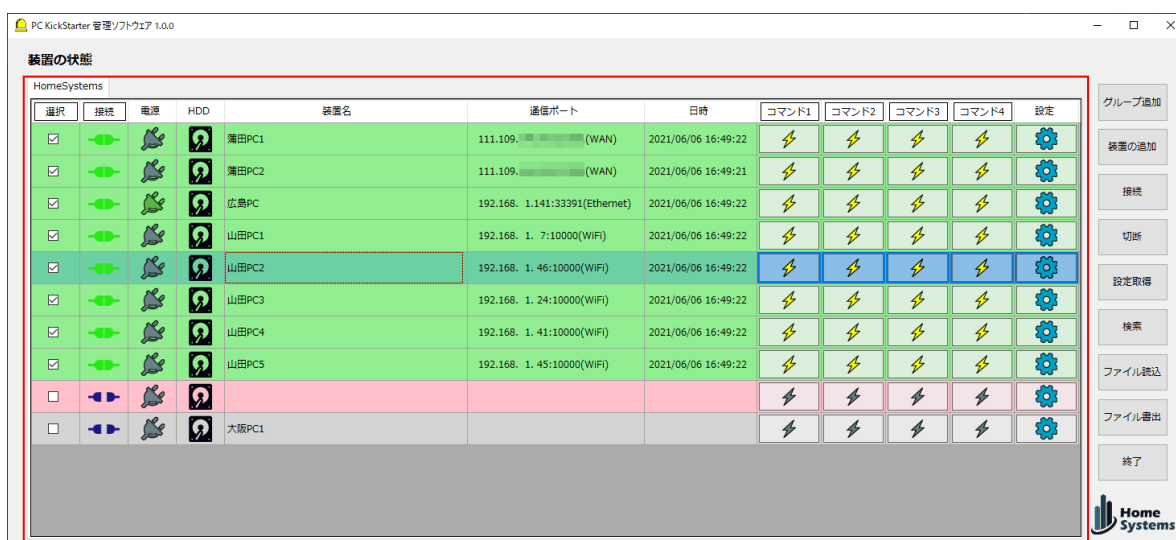 PC KickStarter 管理ソフトウェア 1.0.0
装置の状態
HomeSystems
選択 接続 電源 HDD 装置名 通信ポート 日時 コマンド1 コマンド2 コマンド3 コマンド4 設定
蒲田PC1 111.109. (WAN) 2021/06/06 16:49:22
蒲田PC2 111.109. (WAN) 2021/06/06 16:49:21
広島PC 192.168. 1.141:33391(Ethernet) 2021/06/06 16:49:22
山田PC1 192.168. 1. 7:10000(WiFi) 2021/06/06 16:49:22
山田PC2 192.168. 1. 46:10000(WiFi) 2021/06/06 16:49:22
山田PC3 192.168. 1. 24:10000(WiFi) 2021/06/06 16:49:22
山田PC4 192.168. 1. 41:10000(WiFi) 2021/06/06 16:49:22
山田PC5 192.168. 1. 45:10000(WiFi) 2021/06/06 16:49:22
大阪PC1
グループ追加
装置の追加
接続
切断
設定取得
検索
ファイル読込
ファイル書出
終了
Home
Systems